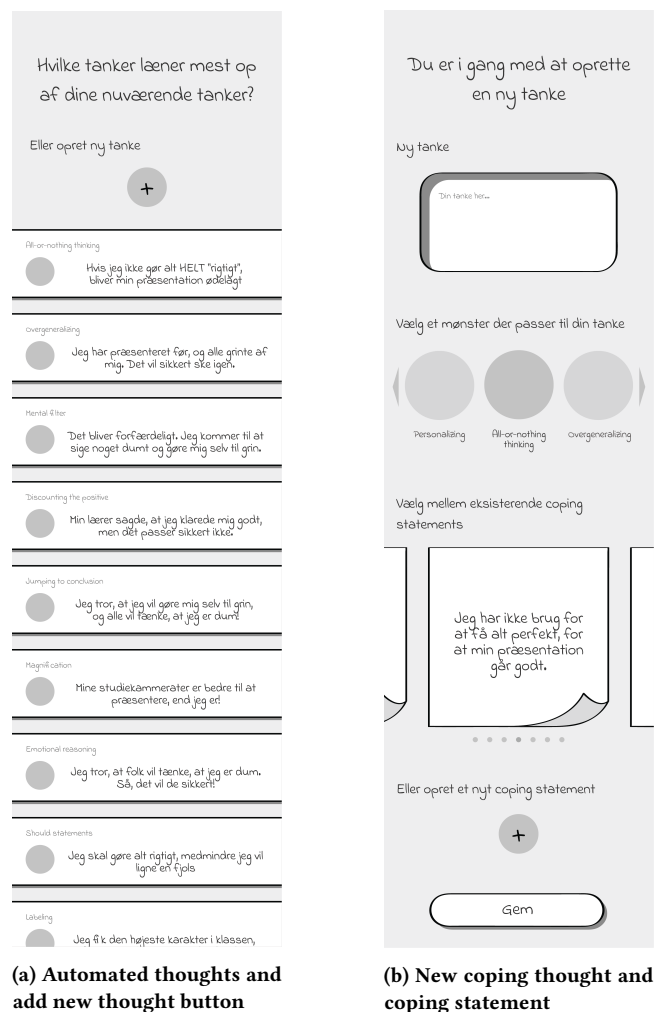 Hvilke tanker læner mest op
af dine nuværende tanker?
Eller opret ny tanke
+
All-or-nothing thinking
Hvis jeg ikke gør alt HELT "rigtigt",
bliver min præsentation ødelagt
Overgeneralizing
Jeg har præsenteret før, og alle grinte af
mig. Det vil sikkert ske igen.
Mental filter
Det bliver forfærdeligt. Jeg kommer til at
sige noget dumt og gøre mig selv til grin.
Discounting the positive
Min lærer sagde, at jeg klarede mig godt,
men det passer sikkert ikke.
Jumping to conclusion
Jeg tror, at jeg vil gøre mig selv til grin,
og alle vil tænke, at jeg er dum!
Magnification
Mine studiekammerater er bedre til at
præsentere, end jeg er!
Emotional reasoning
Jeg tror, at folk vil tænke, at jeg er dum.
Så, det vil de sikkert!
Should statements
Jeg skal gøre alt rigtigt, medmindre jeg vil
ligne en fjols
Labeling
Jeg fik den højeste karakter i klassen,
(a) Automated thoughts and
add new thought button
Du er i gang med at oprette
en ny tanke
Ny tanke
Din tanke her...
Vælg et mønster der passer til din tanke
Personalizing
All-or-nothing
thinking
Overgeneralizing
Vælg mellem eksisterende coping
statements
Jeg har ikke brug for
at få alt perfekt, for
at min præsentation
går godt.
Eller opret et nyt coping statement
+
Gem
(b) New coping thought and
coping statement